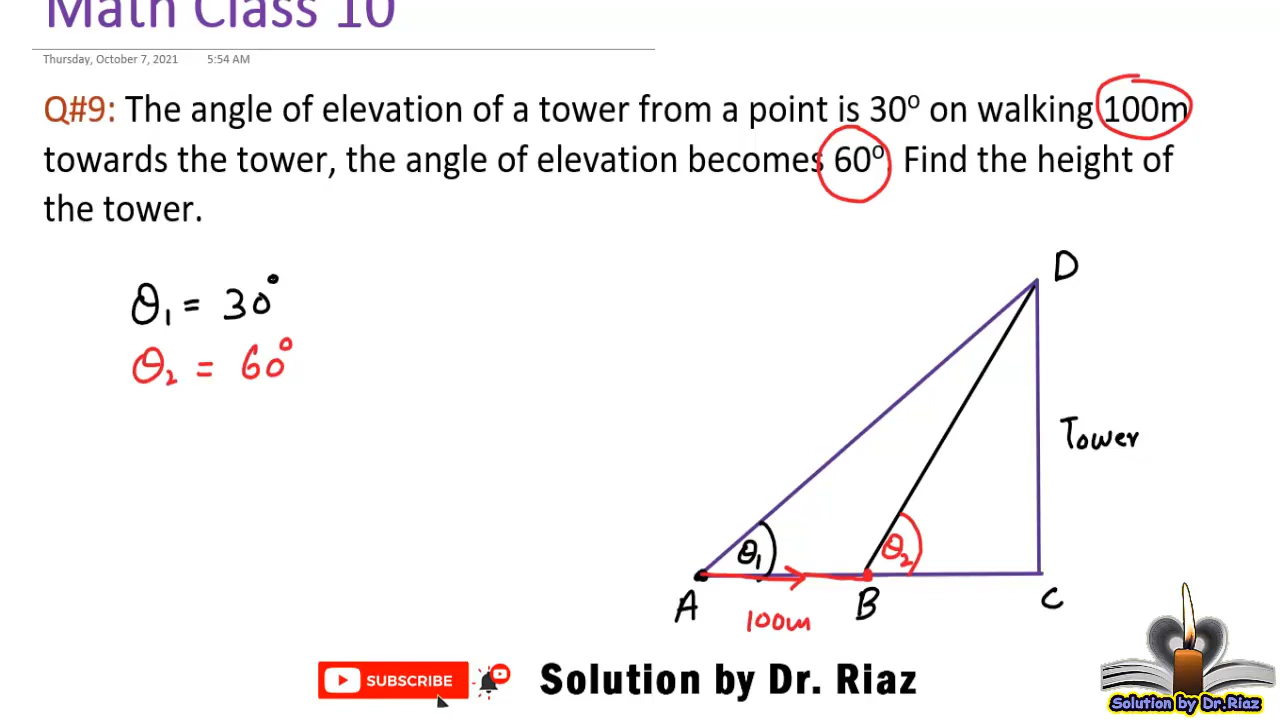 Math Class 10
Thursday, October 7, 2021 5:54 AM
Q#9: The angle of elevation of a tower from a point is 30° on walking 100m
towards the tower, the angle of elevation becomes 60°. Find the height of
the tower.
θ₁ = 30°
θ₂ = 60°
D
Tower
θ₁
θ₂
A
B
C
100m
SUBSCRIBE
Solution by Dr. Riaz
Solution by Dr.Riaz